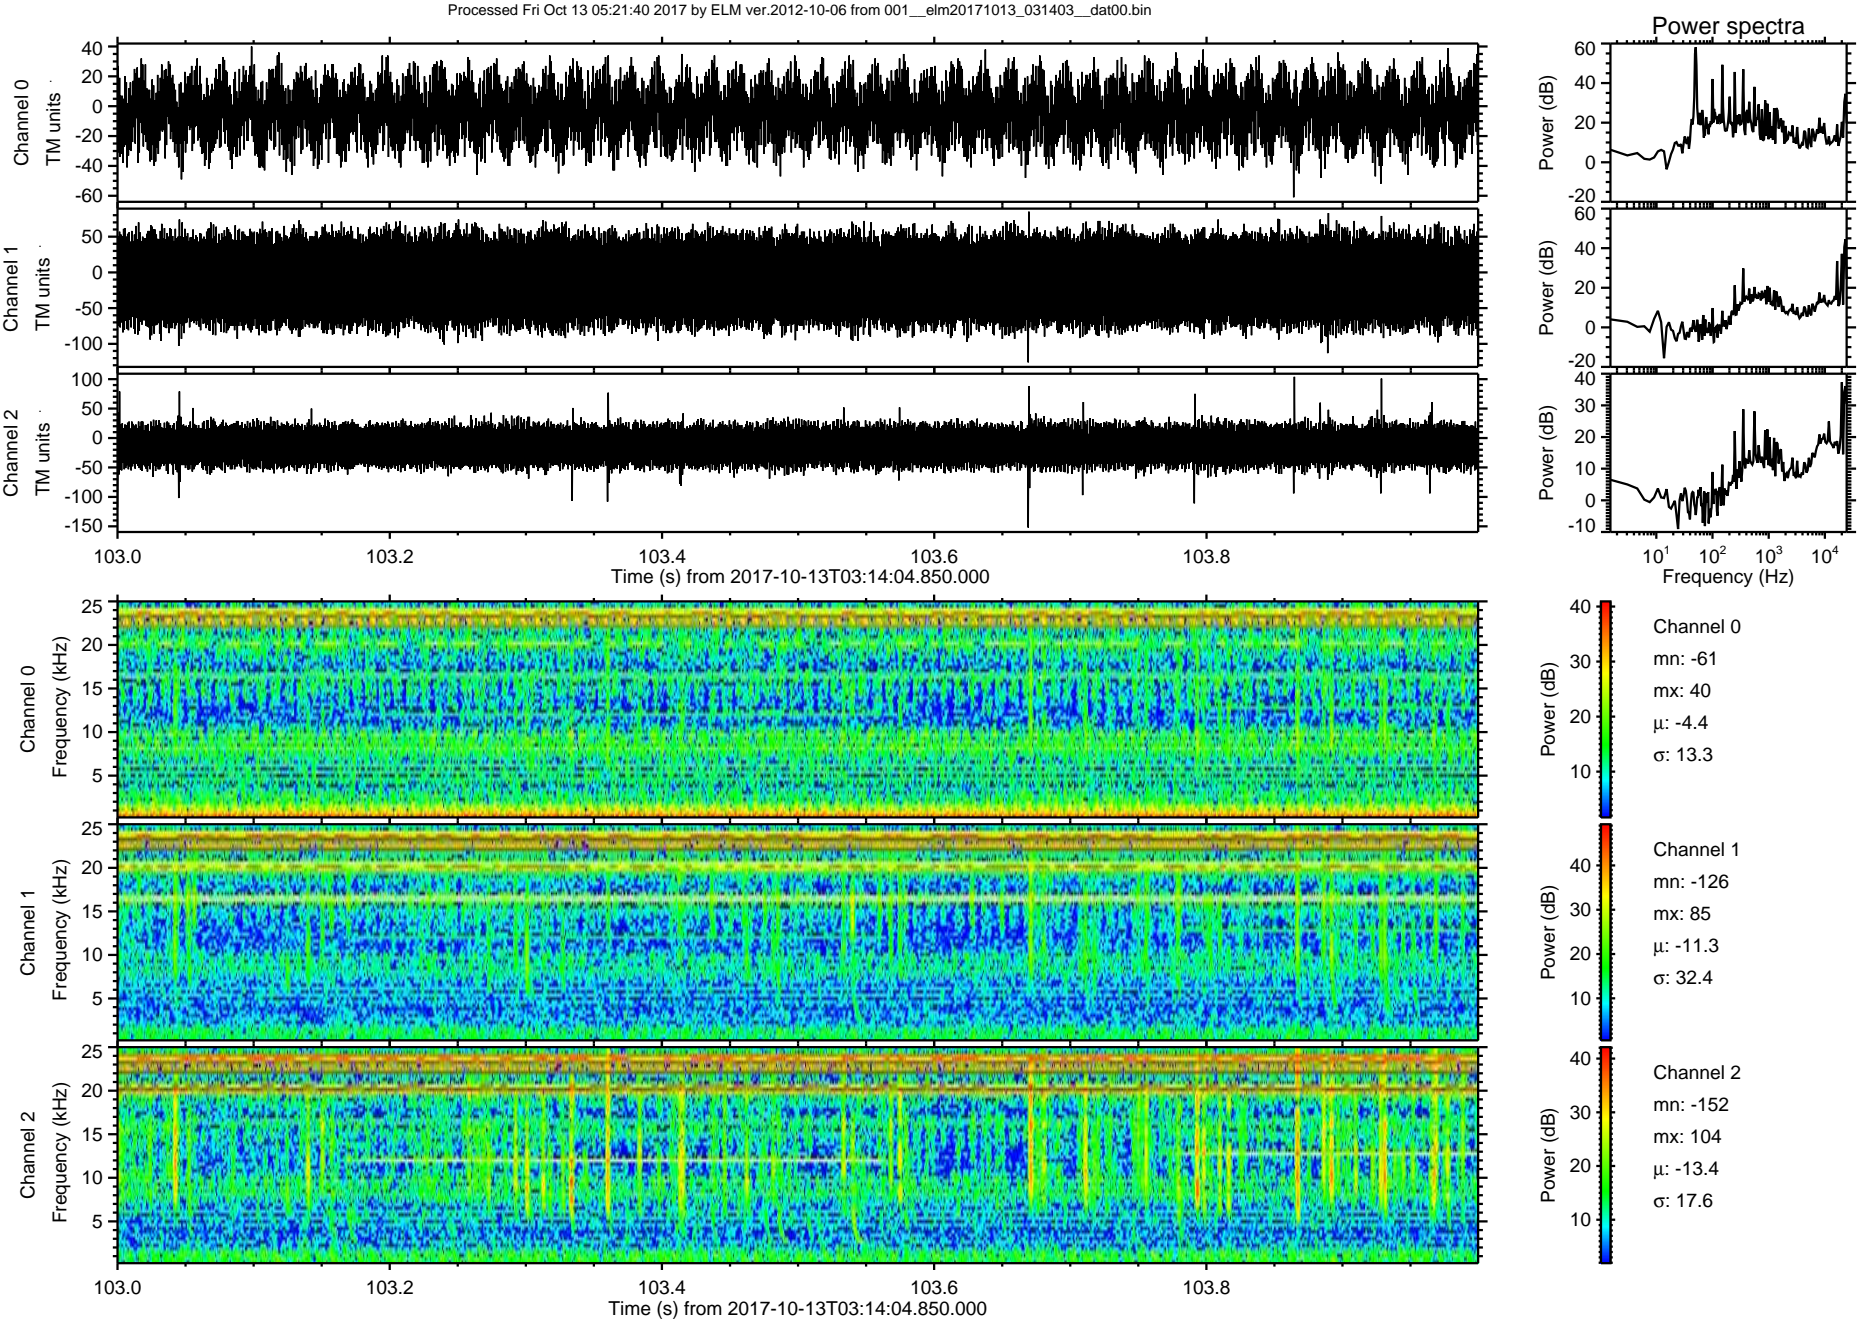 Processed Fri Oct 13 05:21:40 2017 by ELM ver.2012-10-06 from 001__elm20171013_031403__dat00.bin
Power spectra
Channel 0
TM units
40
20
0
-20
-40
-60
Power (dB)
60
40
20
0
-20
Channel 1
TM units
50
0
-50
-100
Power (dB)
60
40
20
0
-20
Channel 2
TM units
100
50
0
-50
-100
-150
Power (dB)
40
30
20
10
0
-10
103.0 103.2 103.4 103.6 103.8
Time (s) from 2017-10-13T03:14:04.850.000
10¹ 10² 10³ 10⁴
Frequency (Hz)
Channel 0
Frequency (kHz)
25
20
15
10
5
Power (dB)
40
30
20
10
Channel 0
mn: -61
mx: 40
μ: -4.4
σ: 13.3
Channel 1
Frequency (kHz)
25
20
15
10
5
Power (dB)
40
30
20
10
Channel 1
mn: -126
mx: 85
μ: -11.3
σ: 32.4
Channel 2
Frequency (kHz)
25
20
15
10
5
Power (dB)
40
30
20
10
Channel 2
mn: -152
mx: 104
μ: -13.4
σ: 17.6
103.0 103.2 103.4 103.6 103.8
Time (s) from 2017-10-13T03:14:04.850.000